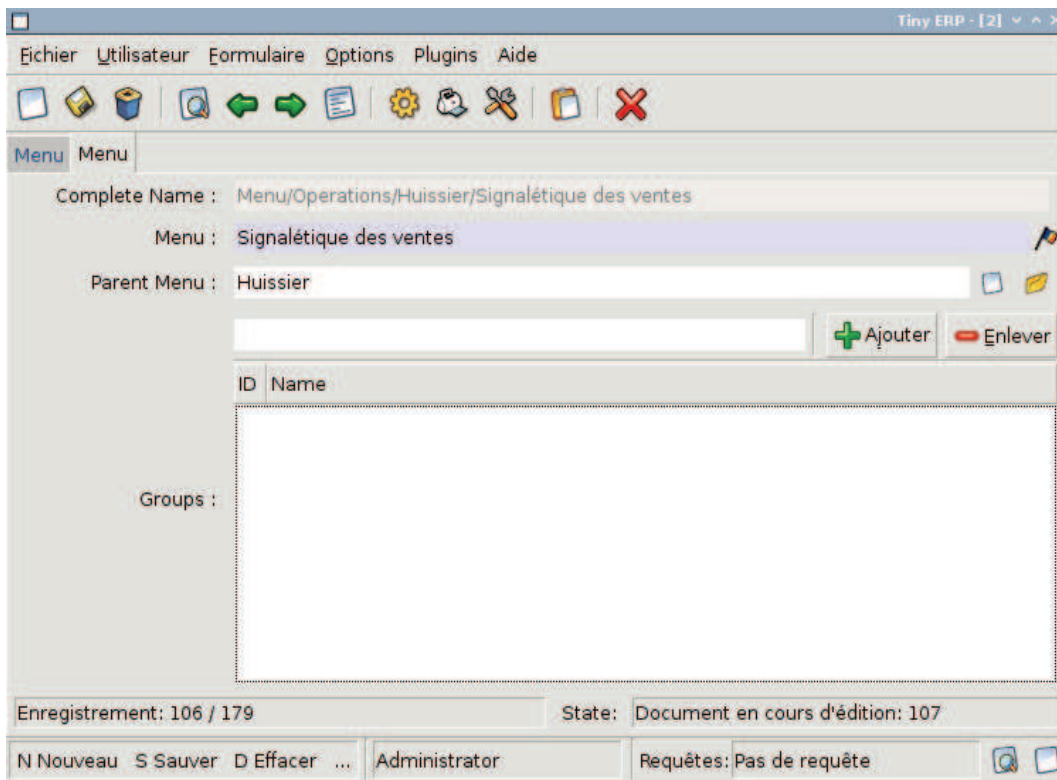 Tiny ERP - [2]
Fichier Utilisateur Formulaire Options Plugins Aide
Menu Menu
Complete Name : Menu/Operations/Huissier/Signalétique des ventes
Menu : Signalétique des ventes
Parent Menu : Huissier
Ajouter Enlever
ID Name
Groups :
Enregistrement: 106 / 179 State: Document en cours d'édition: 107
N Nouveau S Sauver D Effacer ... Administrator Requêtes: Pas de requête